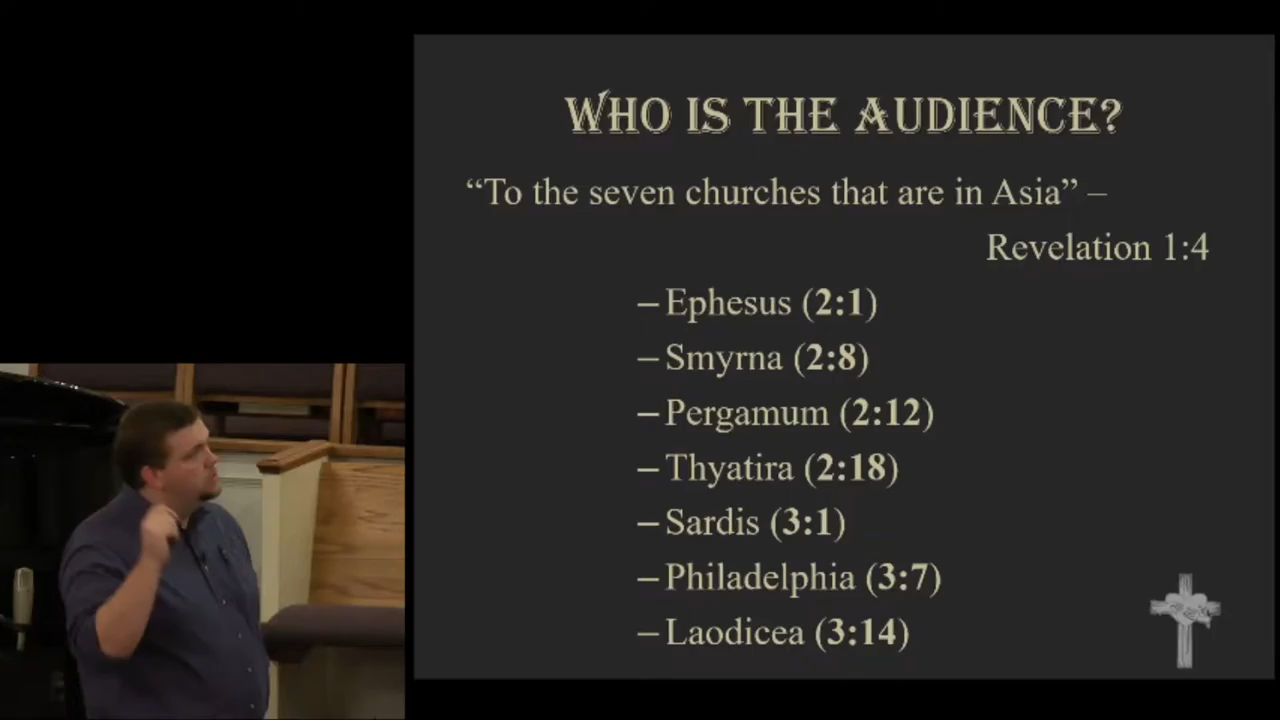 WHO IS THE AUDIENCE?
“To the seven churches that are in Asia” –
Revelation 1:4
– Ephesus (2:1)
– Smyrna (2:8)
– Pergamum (2:12)
– Thyatira (2:18)
– Sardis (3:1)
– Philadelphia (3:7)
– Laodicea (3:14)